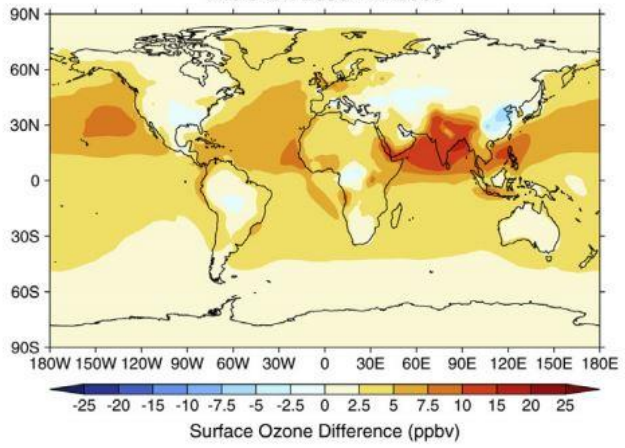 90N
60N
30N
0
30S
60S
90S
180W 150W 120W 90W 60W 30W 0 30E 60E 90E 120E 150E 180E
-25 -20 -15 -10 -7.5 -5 -2.5 0 2.5 5 7.5 10 15 20 25
Surface Ozone Difference (ppbv)